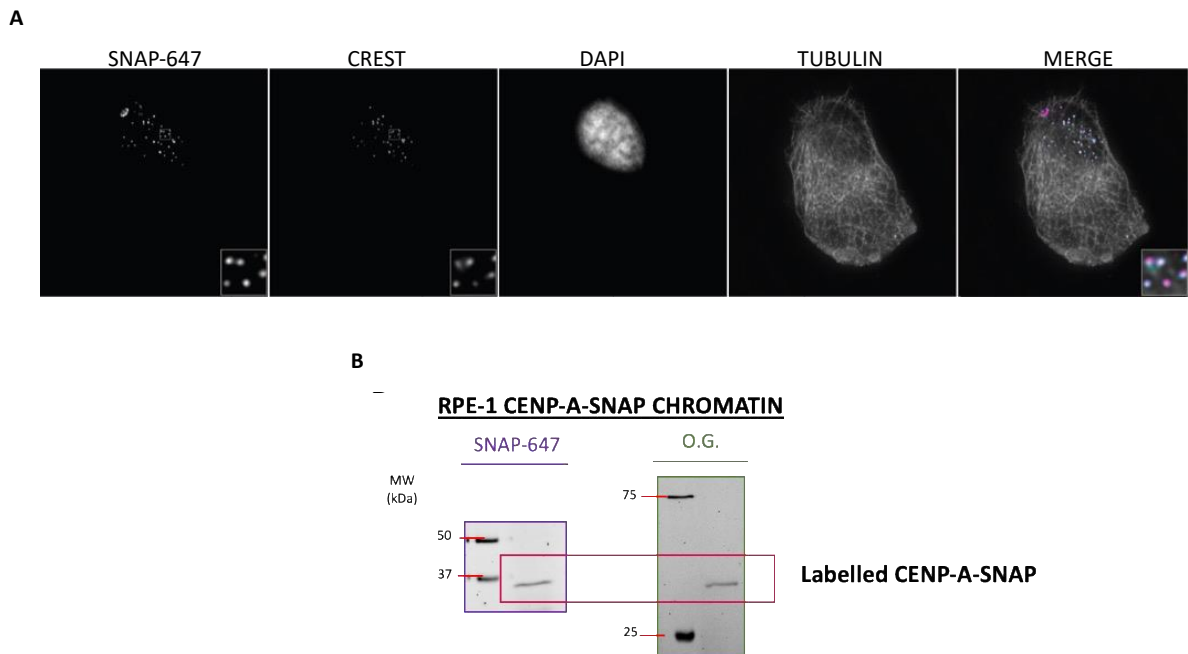 A
SNAP-647 CREST DAPI TUBULIN MERGE
B
RPE-1 CENP-A-SNAP CHROMATIN
SNAP-647 O.G.
MW
(kDa)
75
50
37
Labelled CENP-A-SNAP
25